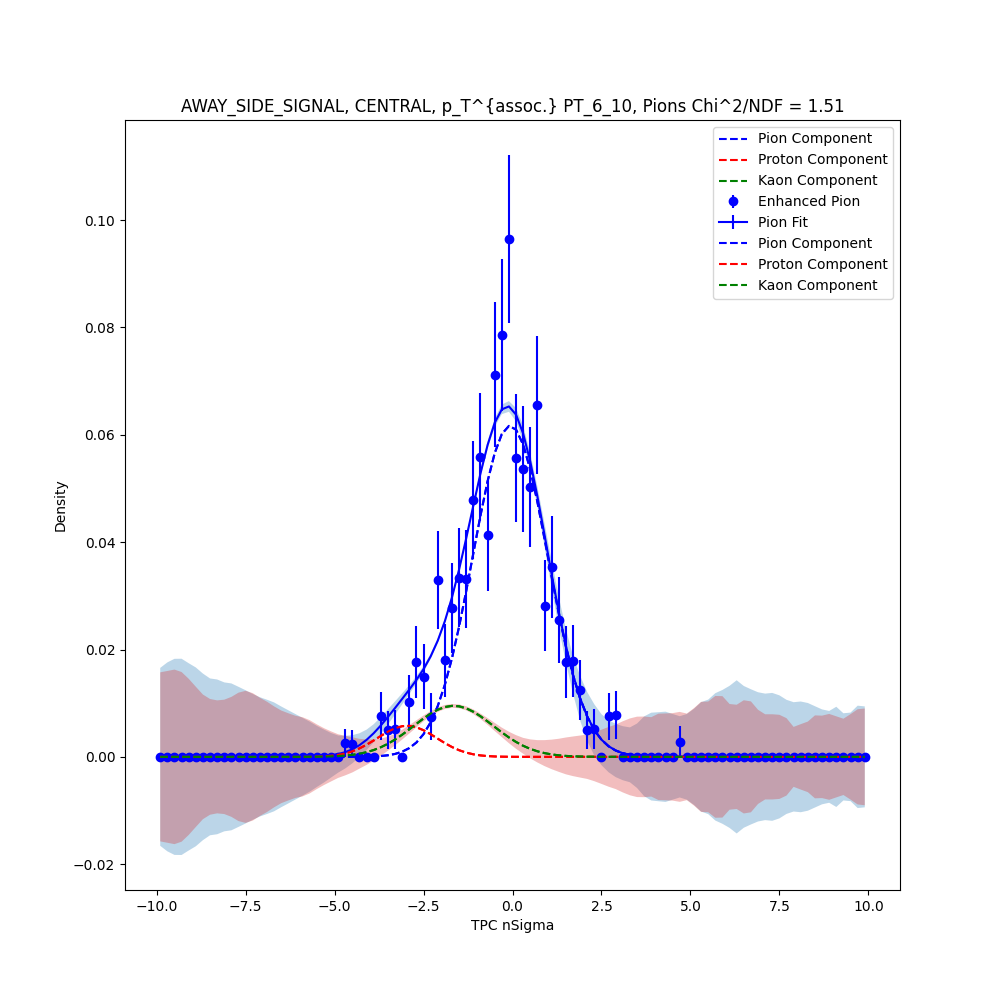 AWAY_SIDE_SIGNAL, CENTRAL, p_T^{assoc.} PT_6_10, Pions Chi^2/NDF = 1.51
Pion Component
Proton Component
Kaon Component
Enhanced Pion
Pion Fit
Pion Component
Proton Component
Kaon Component
0.10
0.08
0.06
0.04
0.02
0.00
−0.02
Density
−10.0 −7.5 −5.0 −2.5 0.0 2.5 5.0 7.5 10.0
TPC nSigma